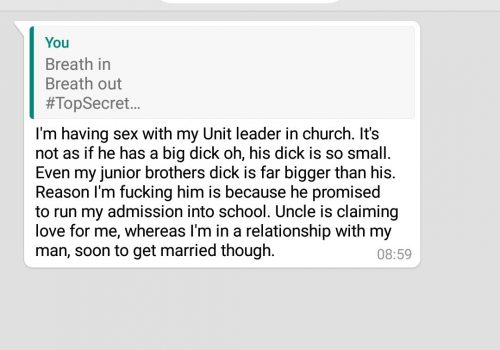 You
Breath in
Breath out
#TopSecret...
I'm having sex with my Unit leader in church. It's
not as if he has a big dick oh, his dick is so small.
Even my junior brothers dick is far bigger than his.
Reason I'm fucking him is because he promised
to run my admission into school. Uncle is claiming
love for me, whereas I'm in a relationship with my
man, soon to get married though.
08:59